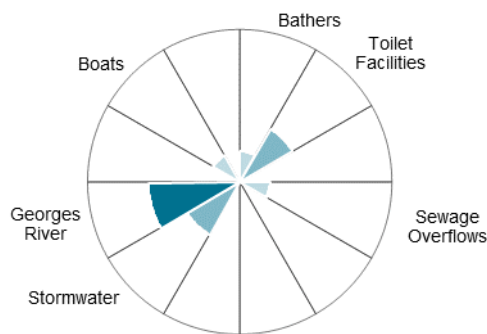 Bathers
Toilet
Facilities
Boats
Georges
River
Sewage
Overflows
Stormwater